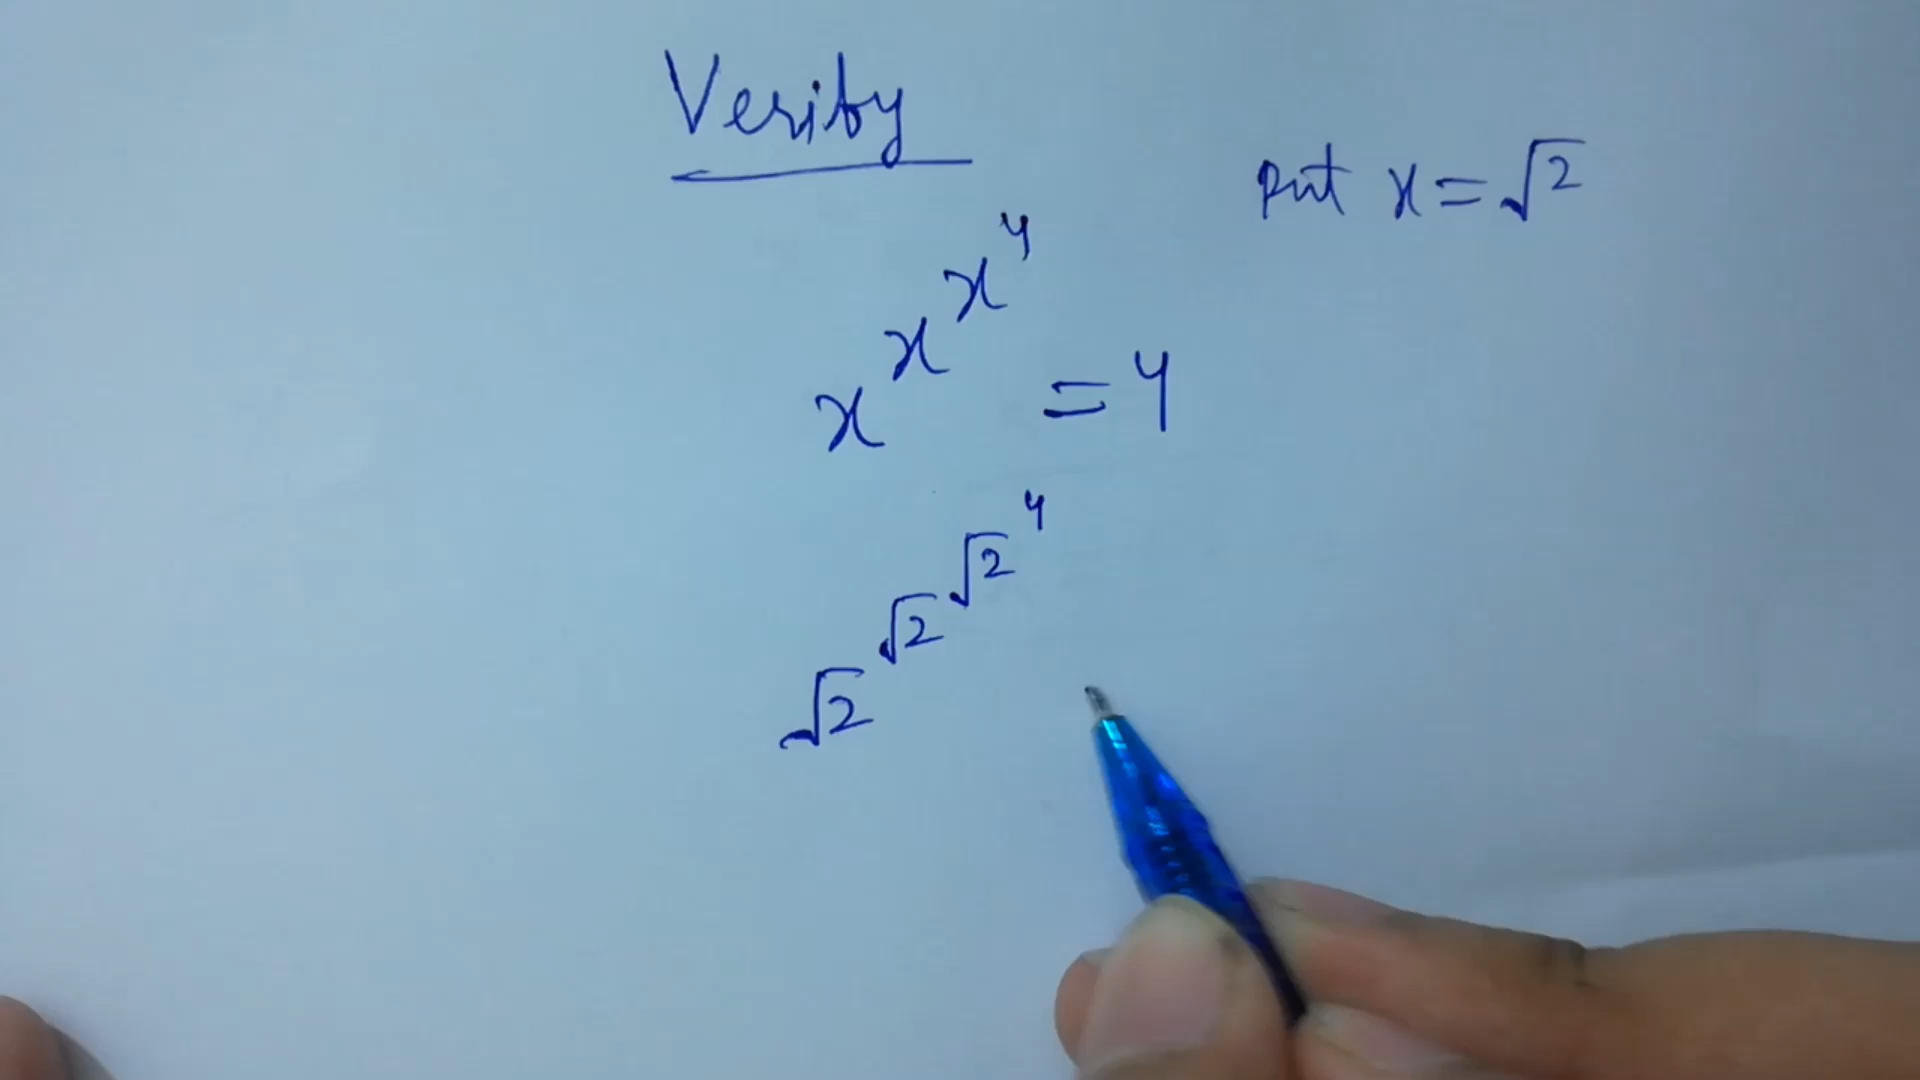 Verify
Put x = √2
x^x^x^4 = 4
√2^√2^√2^4